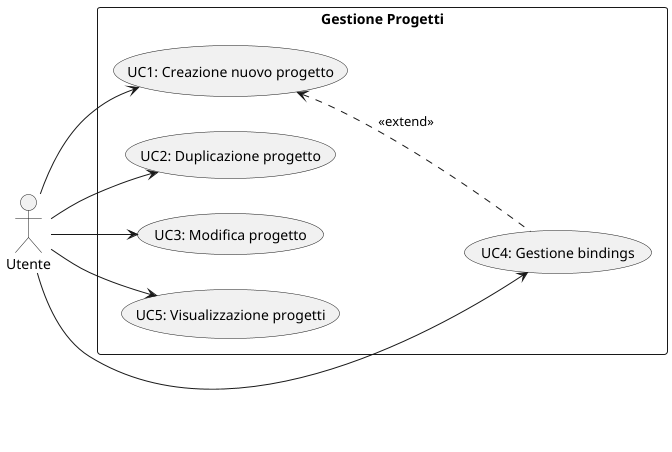 Gestione Progetti
UC1: Creazione nuovo progetto
«extend»
UC2: Duplicazione progetto
UC3: Modifica progetto
UC4: Gestione bindings
Utente
UC5: Visualizzazione progetti